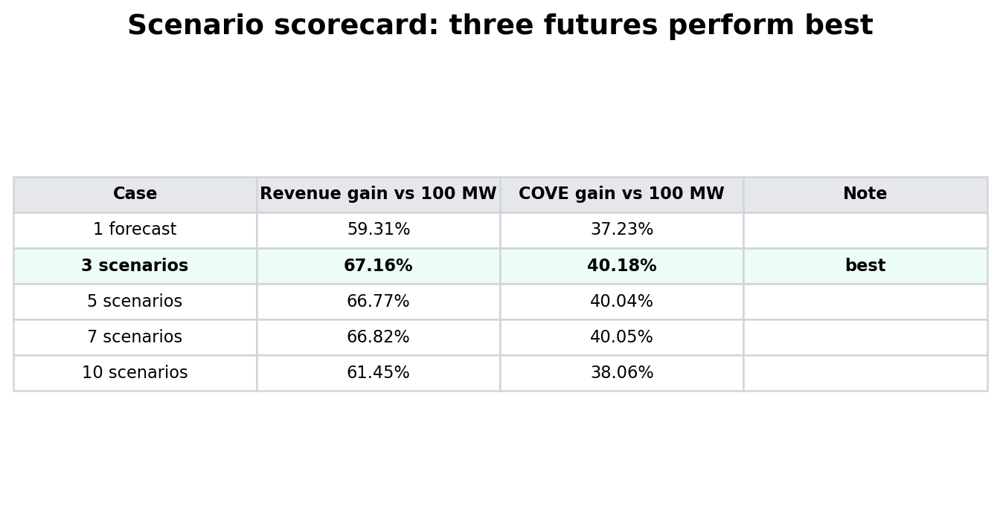 Scenario scorecard: three futures perform best
Case Revenue gain vs 100 MW COVE gain vs 100 MW Note
1 forecast 59.31% 37.23%
3 scenarios 67.16% 40.18% best
5 scenarios 66.77% 40.04%
7 scenarios 66.82% 40.05%
10 scenarios 61.45% 38.06%